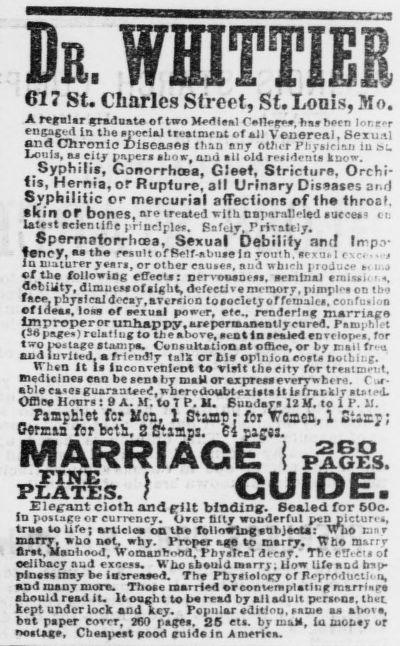 DR. WHITTIER
617 St. Charles Street, St. Louis, Mo.
A regular graduate of two Medical Colleges, has been longer
engaged in the special treatment of all Venereal, Sexual
and Chronic Diseases than any other Physician in St.
Louis, as city papers show, and all old residents know.
Syphilis, Gonorrhœa, Gleet, Stricture, Orchi-
tis, Hernia, or Rupture, all Urinary Diseases and
Syphilitic or mercurial affections of the throat,
skin or bones, are treated with unparalleled success on
latest scientific principles. Safely, Privately.
Spermatorrhœa, Sexual Debility and Impo-
tency, as the result of Self-Abuse in youth, sexual excesses
in maturer years, or other causes, and which produce some
of the following effects: nervousness, seminal emissions,
debility, dimness of sight, defective memory, pimples on the
face, physical decay, aversion to society of females, confusion
of ideas, loss of sexual power, etc., rendering marriage
improper or unhappy, are permanently cured. Pamphlet
(36 pages) relating to the above, sent in sealed envelopes, for
two postage stamps. Consultation at office, or by mail free,
and invited, a friendly talk or his opinion costs nothing.
When it is inconvenient to visit the city for treatment,
medicines can be sent by mail or express everywhere. Cur-
able cases guaranteed, where doubt exists it is frankly stated.
Office Hours: 9 A. M. to 7 P. M. Sundays 12 M. to 1 P. M.
Pamphlet for Men, 1 Stamp; for Women, 1 Stamp;
German for both, 2 Stamps. 64 pages.
MARRIAGE 260 PAGES.
FINE PLATES. GUIDE.
Elegant cloth and gilt binding. Sealed for 50c.
in postage or currency. Over fifty wonderful pen pictures,
true to life; articles on the following subjects: Who may
marry, who not, why. Proper age to marry. Who marry
first, Manhood, Womanhood, Physical decay. The effects of
celibacy and excess. Who should marry; How life and hap-
piness may be increased. The Physiology of Reproduction,
and many more. Those married or contemplating marriage
should read it. It ought to be read by all adult persons, then
kept under lock and key. Popular edition, same as above,
but paper cover, 260 pages, 25 cts. by mail, in money or
postage, Cheapest good guide in America.